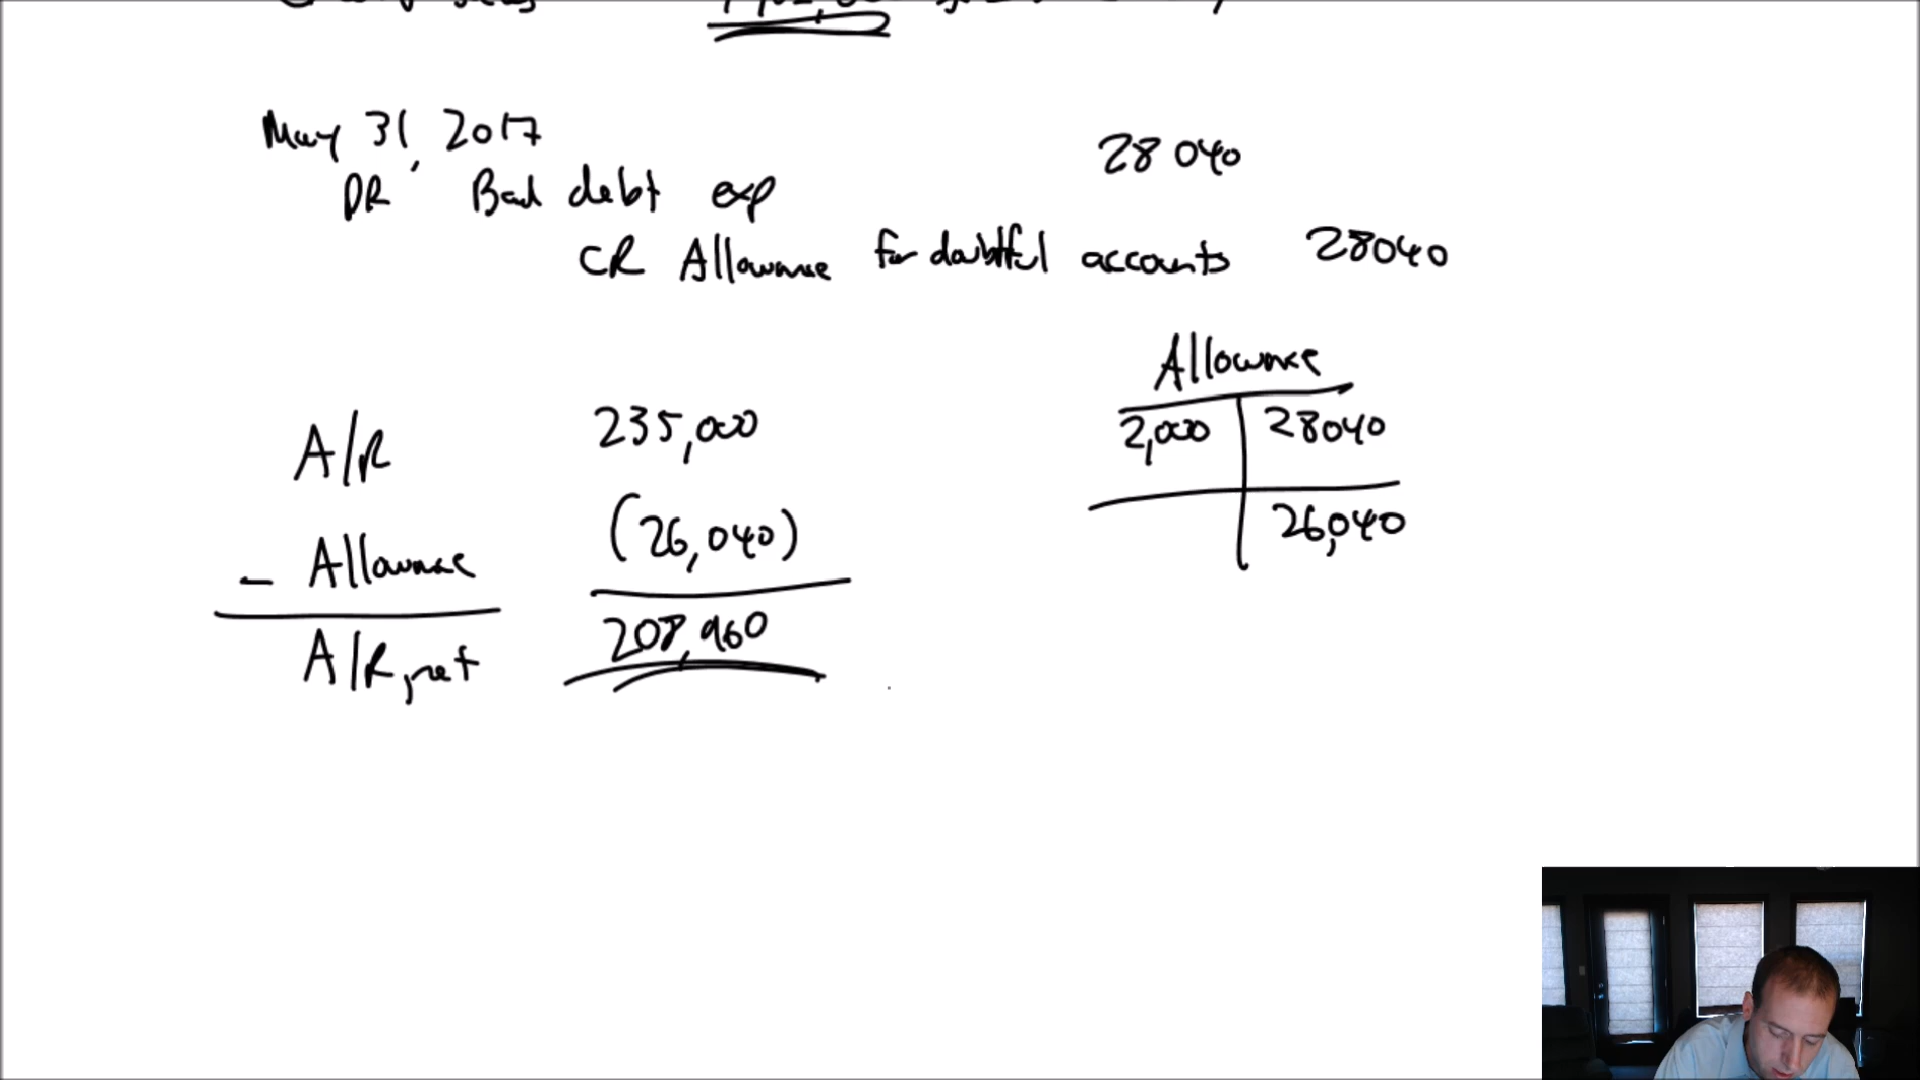 May 31, 2017
28 040
DR Bad debt exp
CR Allowance for doubtful accounts 28040
Allowance
A/R 235,000
2,000 28040
- Allowance (26,040)
26,040
A/R, net 208,960